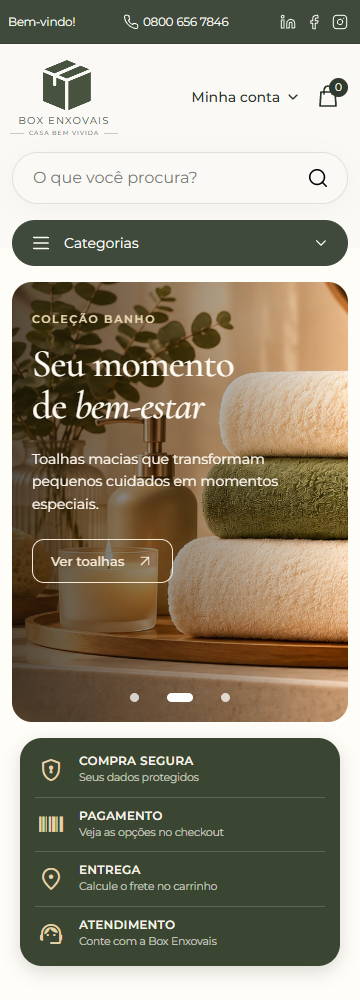 Bem-vindo!
0800 656 7846
BOX ENXOVAIS
CASA BEM VIVIDA
Minha conta
0
O que você procura?
Categorias
COLEÇÃO BANHO
Seu momento
de bem-estar
Toalhas macias que transformam
pequenos cuidados em momentos
especiais.
Ver toalhas
COMPRA SEGURA
Seus dados protegidos
PAGAMENTO
Veja as opções no checkout
ENTREGA
Calcule o frete no carrinho
ATENDIMENTO
Conte com a Box Enxovais